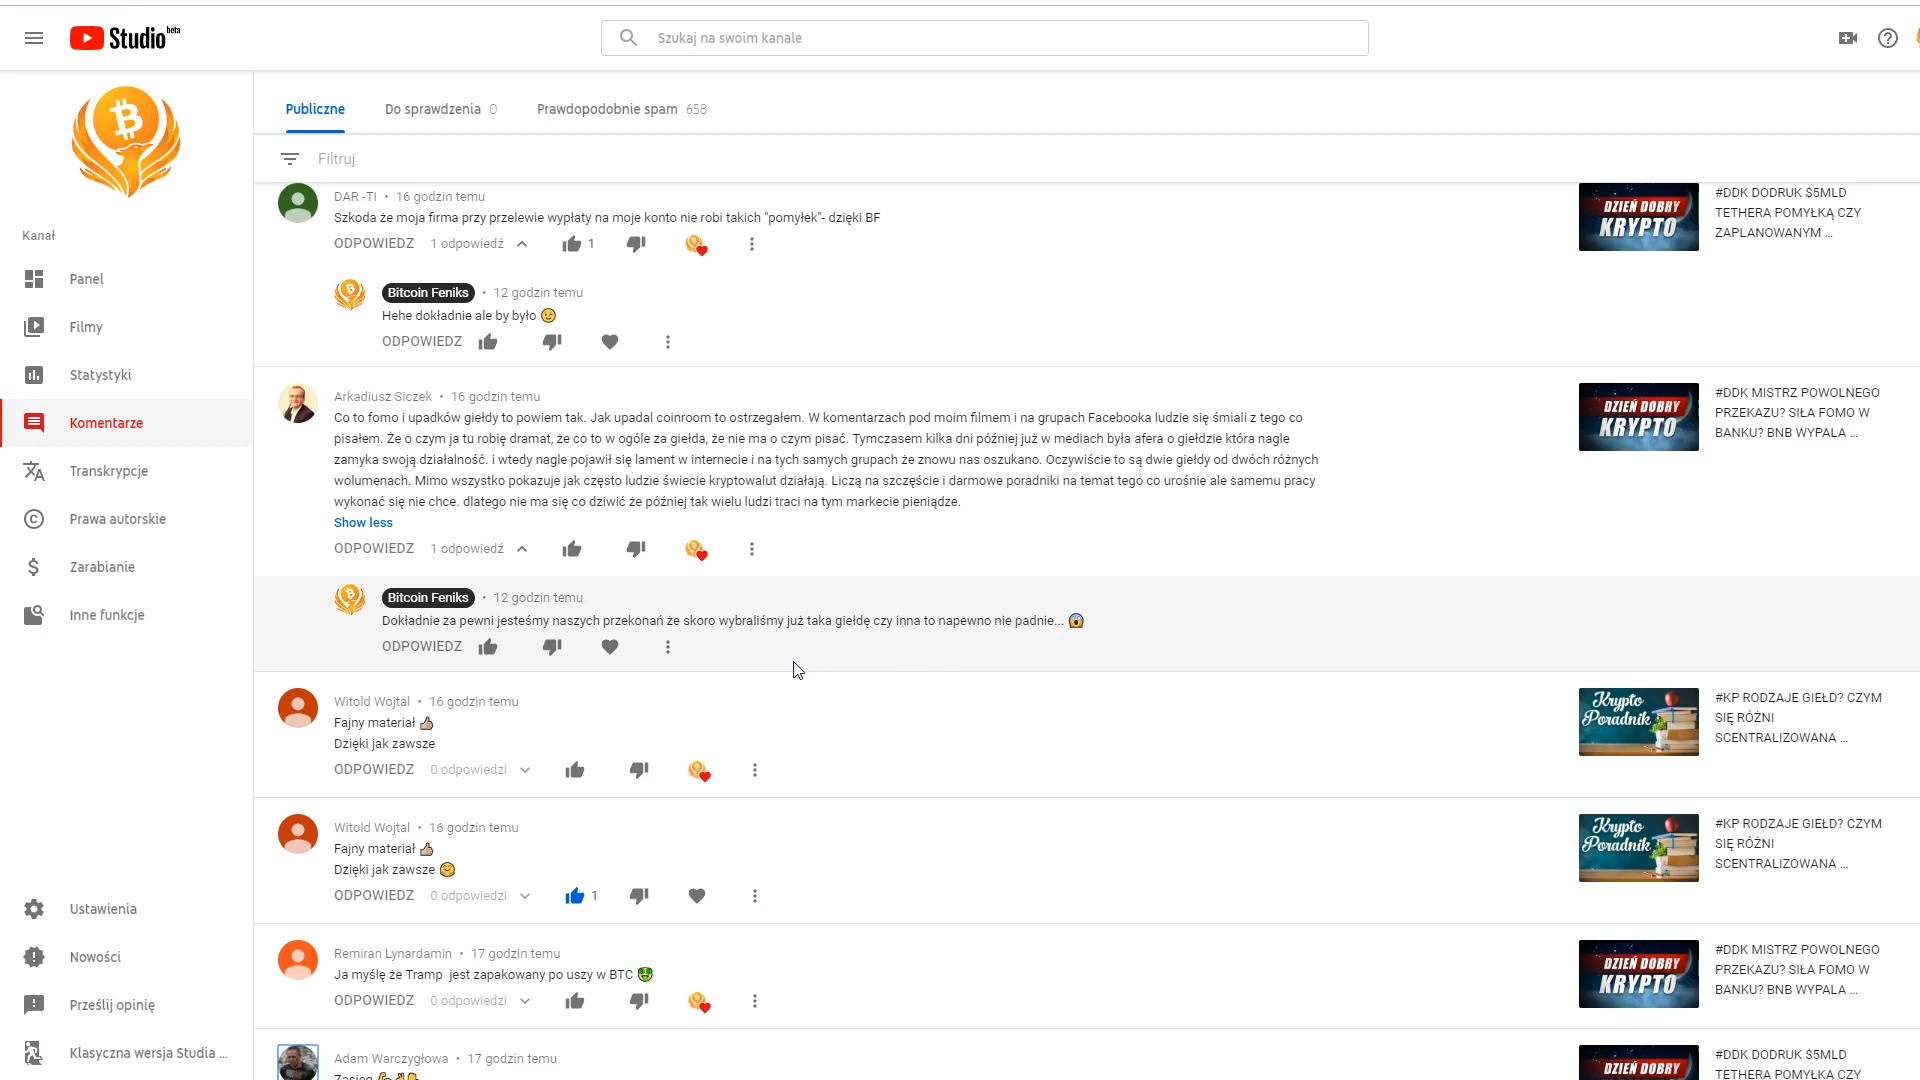 Studio beta
Szukaj na swoim kanale
Publiczne
Do sprawdzenia 0
Prawdopodobnie spam 658
Filtruj
Kanał
Panel
Filmy
Statystyki
Komentarze
Transkrypcje
Prawa autorskie
Zarabianie
Inne funkcje
Ustawienia
Nowości
Prześlij opinię
Klasyczna wersja Studia ...
DAR -TI • 16 godzin temu
Szkoda że moja firma przy przelewie wypłaty na moje konto nie robi takich "pomyłek"- dzięki BF
ODPOWIEDZ 1 odpowiedź 1
DZIEŃ DOBRY
KRYPTO
#DDK DODRUK $5MLD
TETHERA POMYŁKĄ CZY
ZAPLANOWANYM ...
Bitcoin Feniks • 12 godzin temu
Hehe dokładnie ale by było 😉
ODPOWIEDZ
Arkadiusz Siczek • 16 godzin temu
Co to fomo i upadków giełdy to powiem tak. Jak upadal coinroom to ostrzegałem. W komentarzach pod moim filmem i na grupach Facebooka ludzie się śmiali z tego co
pisałem. Że o czym ja tu robię dramat, że co to w ogóle za giełda, że nie ma o czym pisać. Tymczasem kilka dni później już w mediach była afera o giełdzie która nagle
zamyka swoją działalność. i wtedy nagle pojawił się lament w internecie i na tych samych grupach że znowu nas oszukano. Oczywiście to są dwie giełdy od dwóch różnych
wolumenach. Mimo wszystko pokazuje jak często ludzie świecie kryptowalut działają. Liczą na szczęście i darmowe poradniki na temat tego co urośnie ale samemu pracy
wykonać się nie chce. dlatego nie ma się co dziwić że później tak wielu ludzi traci na tym markecie pieniądze.
Show less
ODPOWIEDZ 1 odpowiedź
DZIEŃ DOBRY
KRYPTO
#DDK MISTRZ POWOLNEGO
PRZEKAZU? SIŁA FOMO W
BANKU? BNB WYPALA ...
Bitcoin Feniks • 12 godzin temu
Dokładnie za pewni jesteśmy naszych przekonań że skoro wybraliśmy już taka giełdę czy inna to napewno nie padnie... 😱
ODPOWIEDZ
Witold Wojtal • 16 godzin temu
Fajny materiał 👍🏼
Dzięki jak zawsze
ODPOWIEDZ 0 odpowiedzi
Krypto
Poradnik
#KP RODZAJE GIEŁD? CZYM
SIĘ RÓŻNI
SCENTRALIZOWANA ...
Witold Wojtal • 16 godzin temu
Fajny materiał 👍🏼
Dzięki jak zawsze 🤗
ODPOWIEDZ 0 odpowiedzi 1
Krypto
Poradnik
#KP RODZAJE GIEŁD? CZYM
SIĘ RÓŻNI
SCENTRALIZOWANA ...
Remiran Lynardamin • 17 godzin temu
Ja myślę że Tramp jest zapakowany po uszy w BTC 🤑
ODPOWIEDZ 0 odpowiedzi
DZIEŃ DOBRY
KRYPTO
#DDK MISTRZ POWOLNEGO
PRZEKAZU? SIŁA FOMO W
BANKU? BNB WYPALA ...
Adam Warczygłowa • 17 godzin temu
Zasięg
DZIEŃ DOBRY
#DDK DODRUK $5MLD
TETHERA POMYŁKĄ CZY